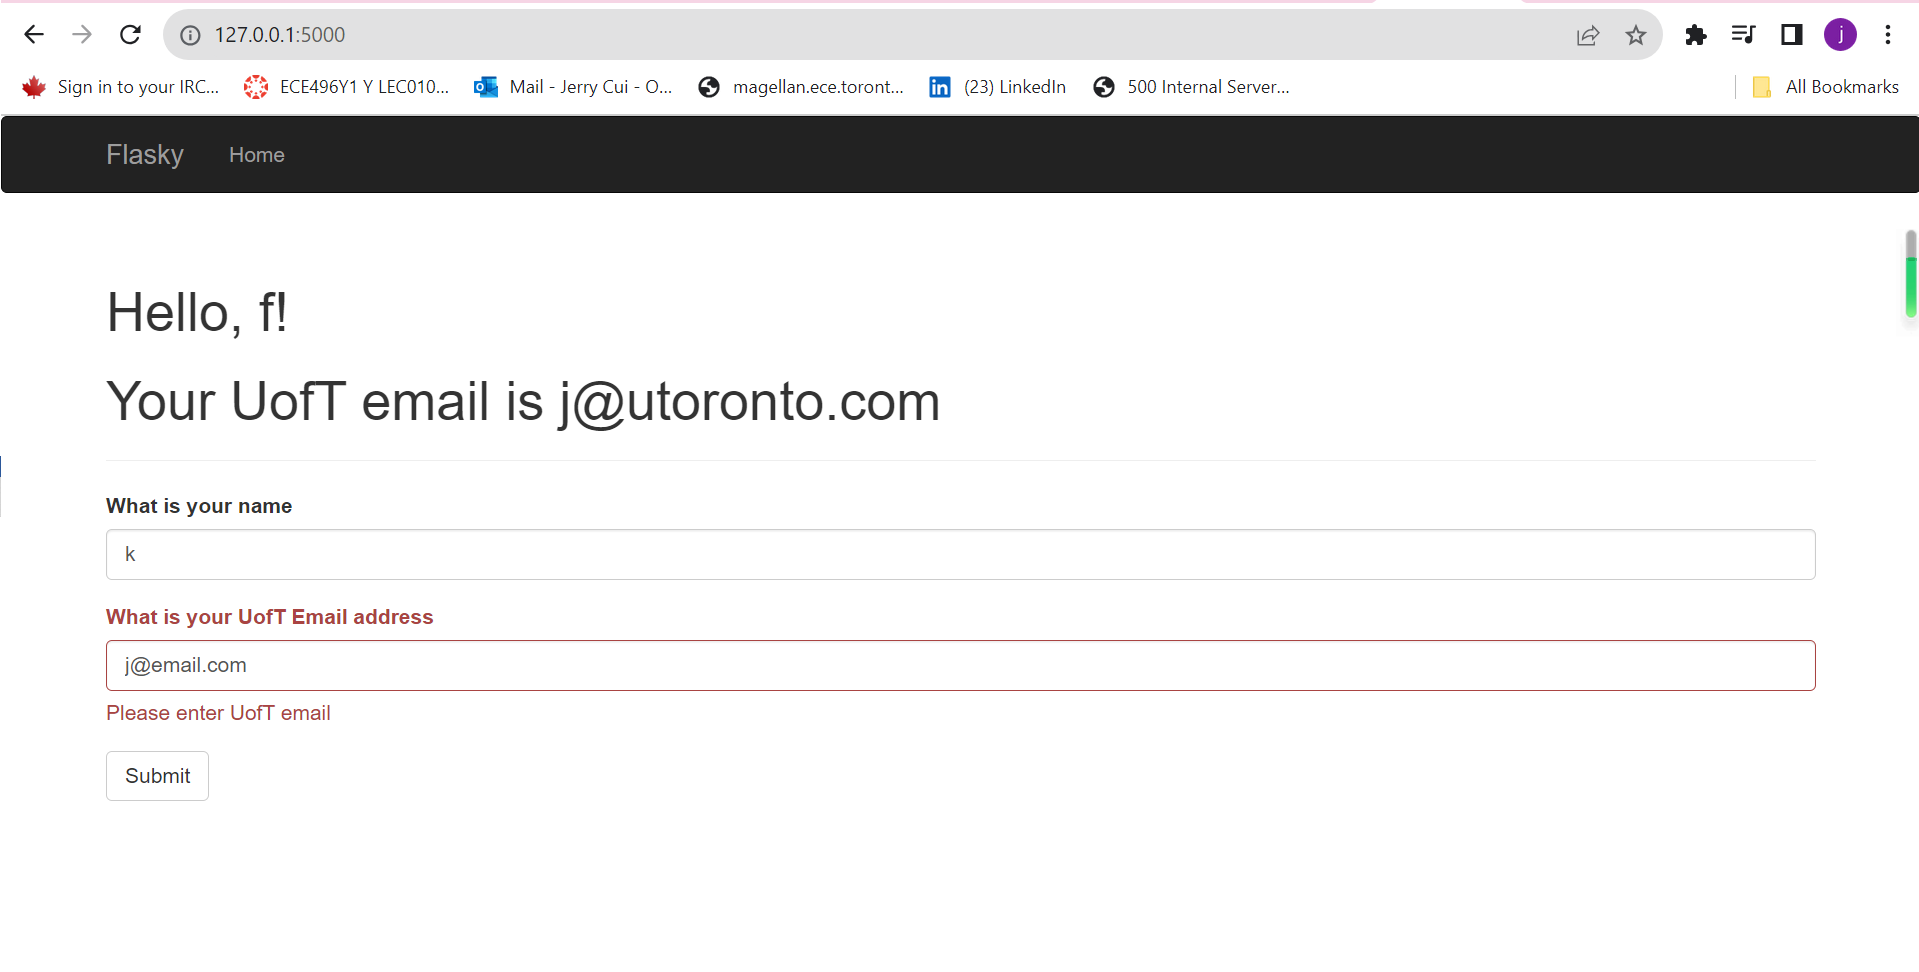 127.0.0.1:5000
j
Sign in to your IRC... ECE496Y1 Y LEC010... Mail - Jerry Cui - O... magellan.ece.toront... (23) LinkedIn 500 Internal Server... All Bookmarks
Flasky Home
Hello, f!
Your UofT email is j@utoronto.com
What is your name
k
What is your UofT Email address
j@email.com
Please enter UofT email
Submit